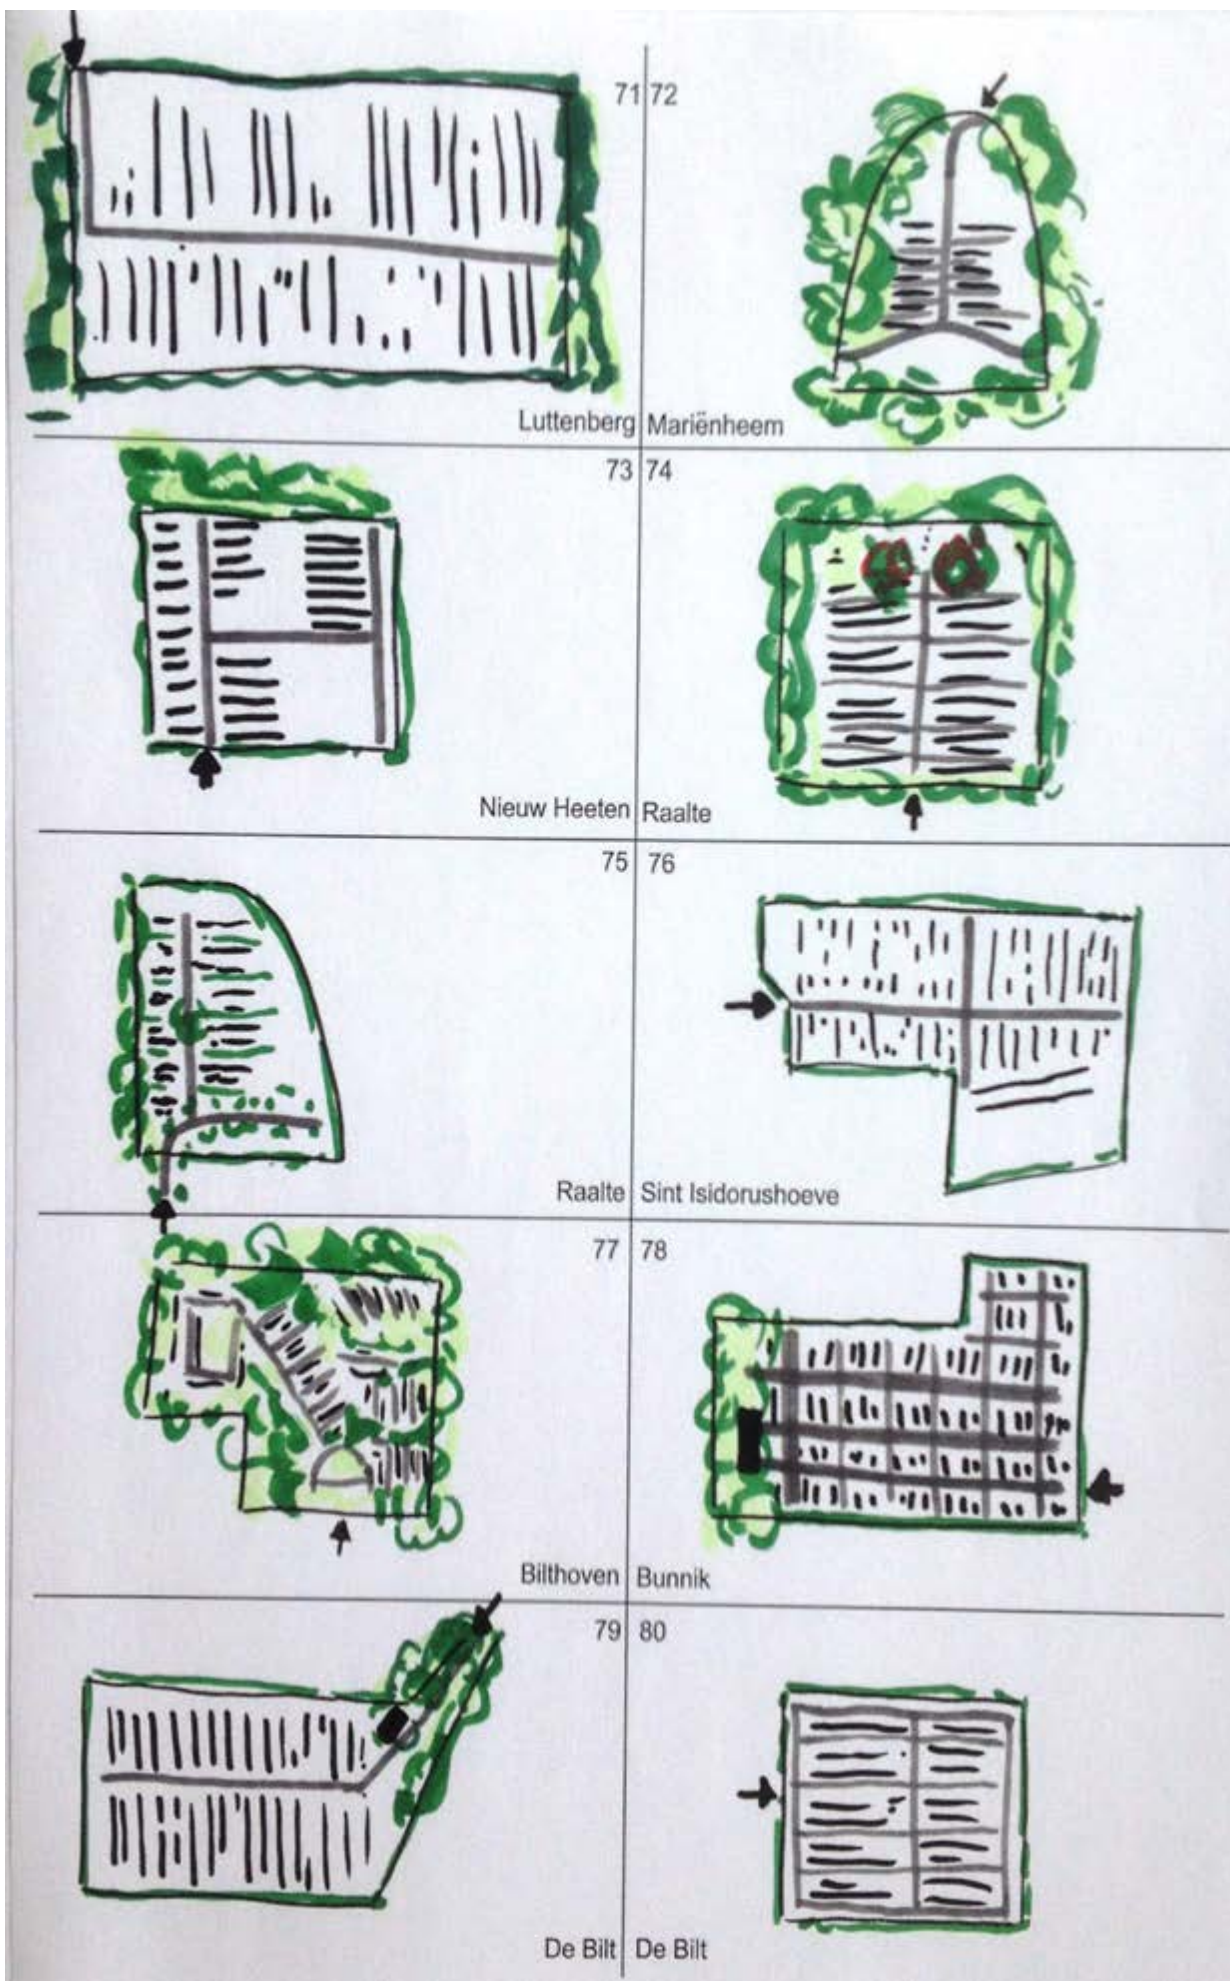 71 72
Luttenberg Mariënheem
73 74
Nieuw Heeten Raalte
75 76
Raalte Sint Isidorushoeve
77 78
Bilthoven Bunnik
79 80
De Bilt De Bilt